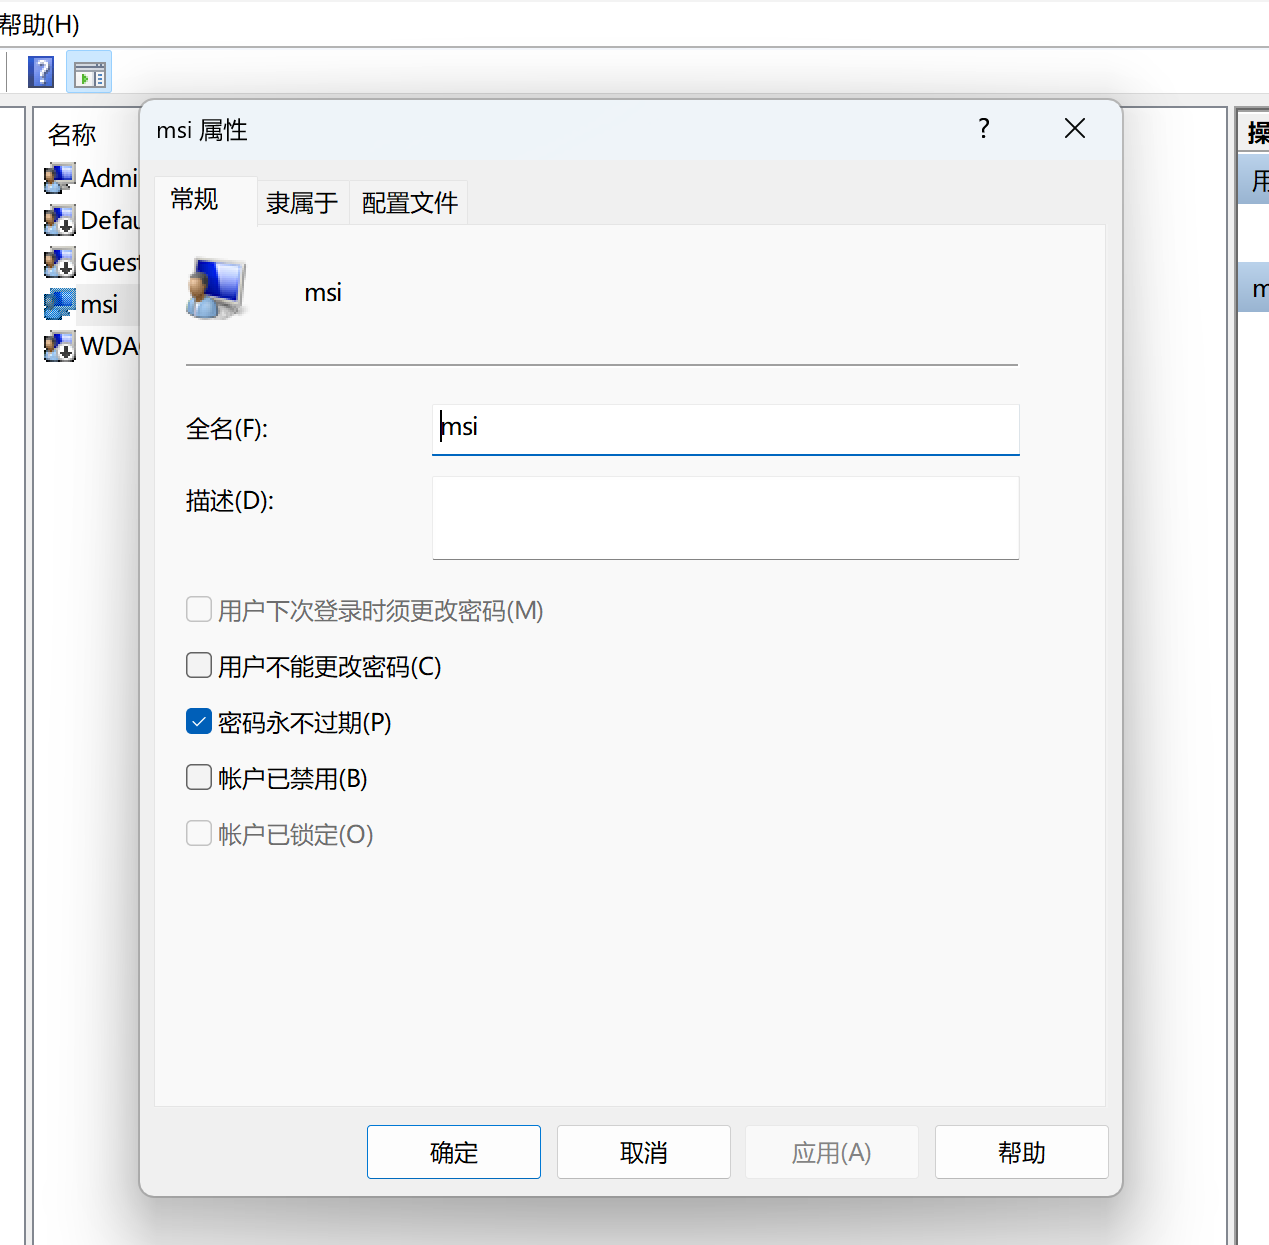 帮助(H)
名称
Admi
Defau
Guest
msi
WDA
msi 属性
常规
隶属于
配置文件
msi
全名(F):
msi
描述(D):
用户下次登录时须更改密码(M)
用户不能更改密码(C)
密码永不过期(P)
帐户已禁用(B)
帐户已锁定(O)
确定
取消
应用(A)
帮助
操
用
m